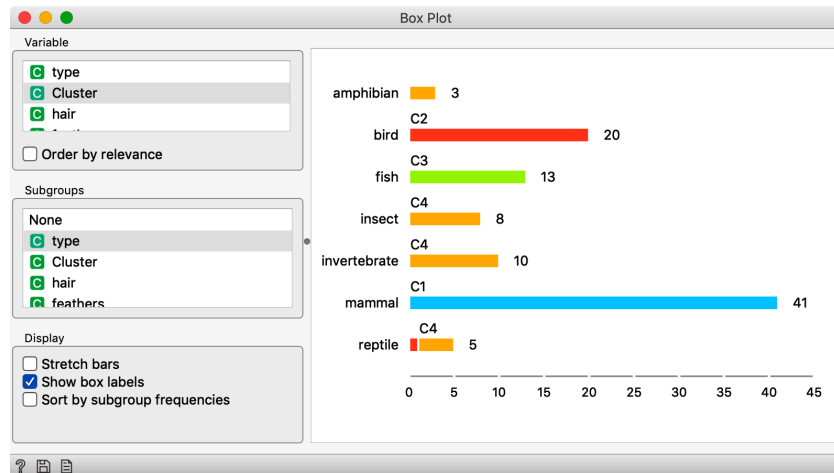 Box Plot
Variable
C type
C Cluster
C hair
Order by relevance
Subgroups
None
C type
C Cluster
C hair
C feathers
Display
Stretch bars
Show box labels
Sort by subgroup frequencies
amphibian 3
C2
bird 20
C3
fish 13
C4
insect 8
C4
invertebrate 10
C1
mammal 41
C4
reptile 5
0 5 10 15 20 25 30 35 40 45
?